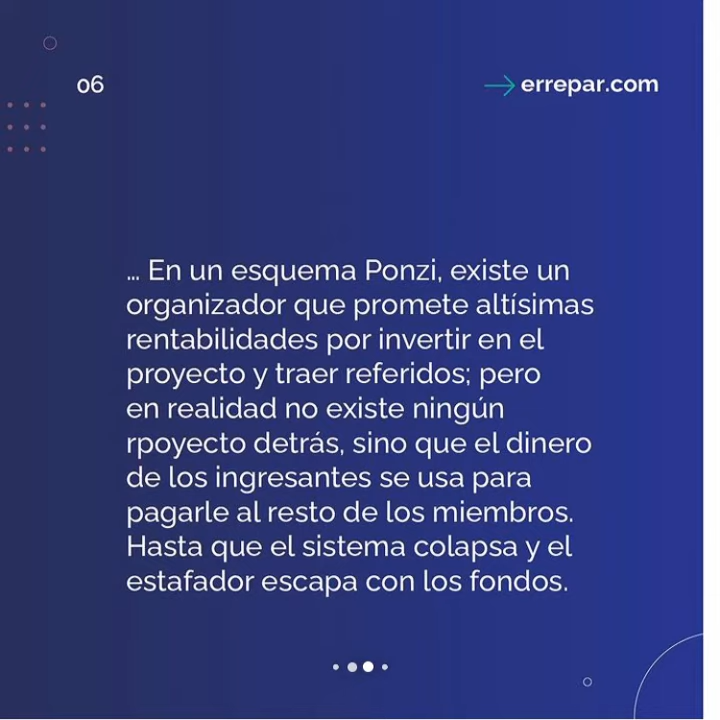 06
errepar.com
... En un esquema Ponzi, existe un
organizador que promete altísimas
rentabilidades por invertir en el
proyecto y traer referidos; pero
en realidad no existe ningún
rpoyecto detrás, sino que el dinero
de los ingresantes se usa para
pagarle al resto de los miembros.
Hasta que el sistema colapsa y el
estafador escapa con los fondos.